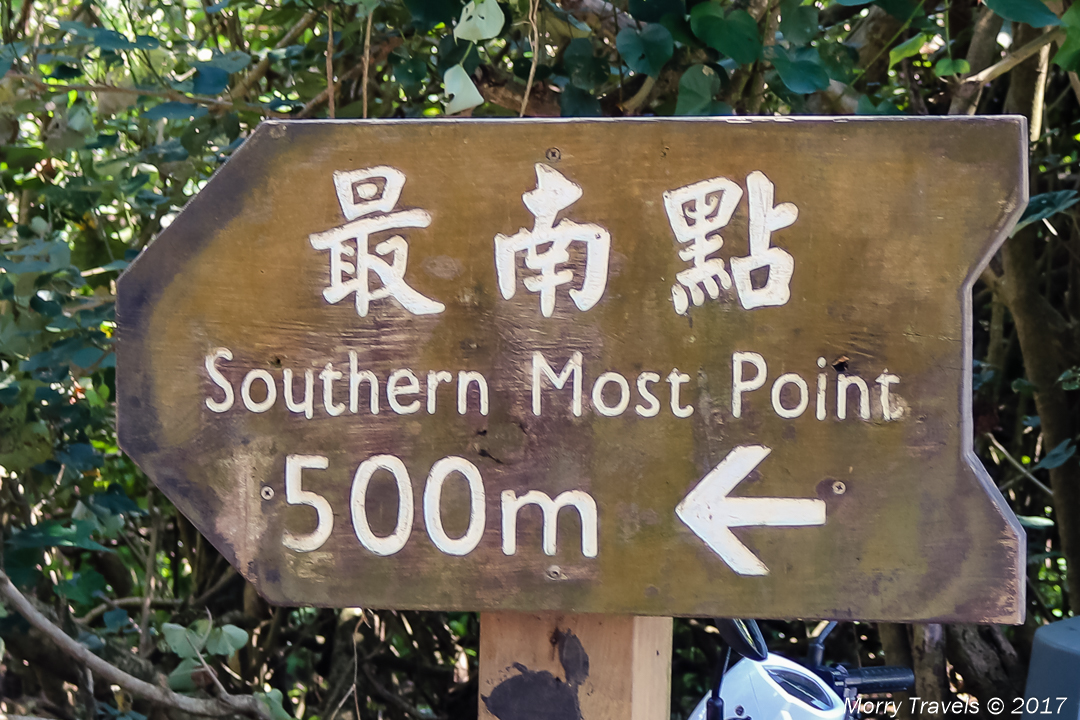 最南點
Southern Most Point
500m ←
Morry Travels © 2017